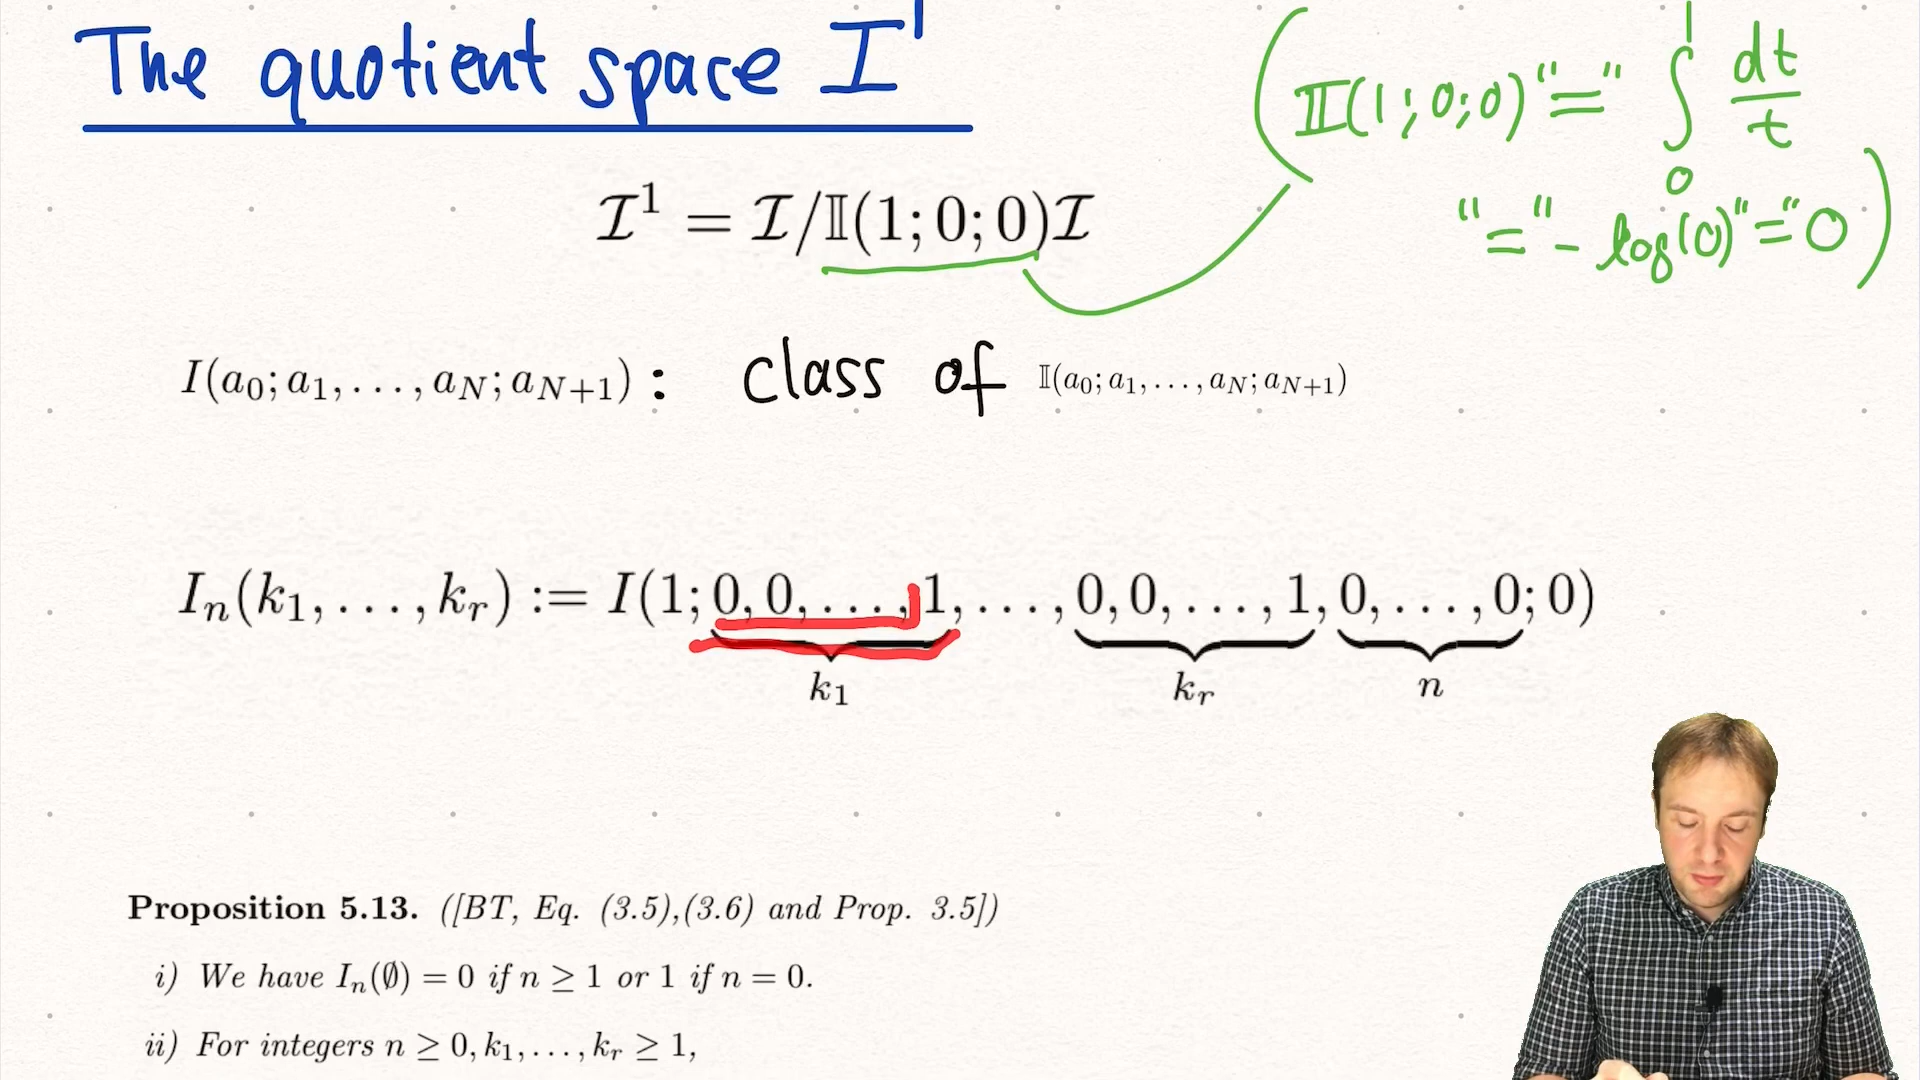 The quotient space I¹
𝕀(1;0;0) "=" ∫₀¹ dt/t
"=" - log(0) "=" 0
ℐ¹ = ℐ/𝕀(1; 0; 0)ℐ
I(a₀; a₁, . . . , a_N; a_{N+1}) : class of 𝕀(a₀; a₁, . . . , a_N; a_{N+1})
I_n(k₁, . . . , k_r) := I(1; 0, 0, . . . , 1, . . . , 0, 0, . . . , 1, 0, . . . , 0; 0)
k₁ k_r n
Proposition 5.13. ([BT, Eq. (3.5),(3.6) and Prop. 3.5])
i) We have I_n(∅) = 0 if n ≥ 1 or 1 if n = 0.
ii) For integers n ≥ 0, k₁, . . . , k_r ≥ 1,